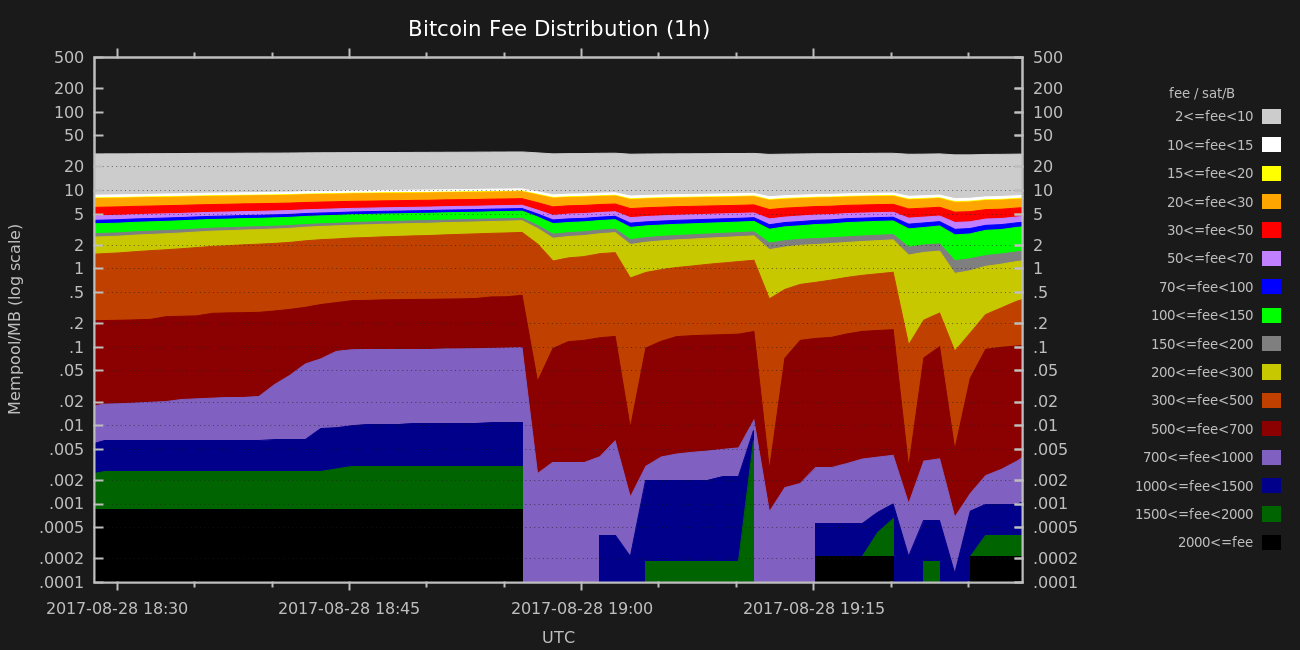 Bitcoin Fee Distribution (1h)
Mempool/MB (log scale)
500
200
100
50
20
10
5
2
1
.5
.2
.1
.05
.02
.01
.005
.002
.001
.0005
.0002
.0001
500
200
100
50
20
10
5
2
1
.5
.2
.1
.05
.02
.01
.005
.002
.001
.0005
.0002
.0001
fee / sat/B
2<=fee<10
10<=fee<15
15<=fee<20
20<=fee<30
30<=fee<50
50<=fee<70
70<=fee<100
100<=fee<150
150<=fee<200
200<=fee<300
300<=fee<500
500<=fee<700
700<=fee<1000
1000<=fee<1500
1500<=fee<2000
2000<=fee
2017-08-28 18:30
2017-08-28 18:45
2017-08-28 19:00
2017-08-28 19:15
UTC